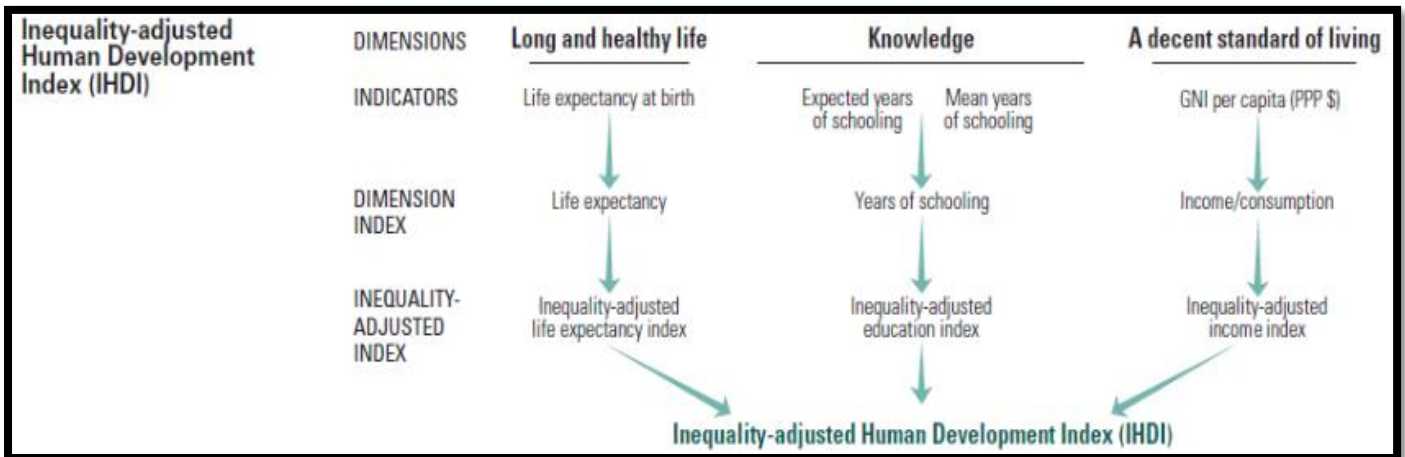 Inequality-adjusted
Human Development
Index (IHDI)
DIMENSIONS
Long and healthy life
Knowledge
A decent standard of living
INDICATORS
Life expectancy at birth
Expected years
of schooling
Mean years
of schooling
GNI per capita (PPP $)
DIMENSION
INDEX
Life expectancy
Years of schooling
Income/consumption
INEQUALITY-
ADJUSTED
INDEX
Inequality-adjusted
life expectancy index
Inequality-adjusted
education index
Inequality-adjusted
income index
Inequality-adjusted Human Development Index (IHDI)